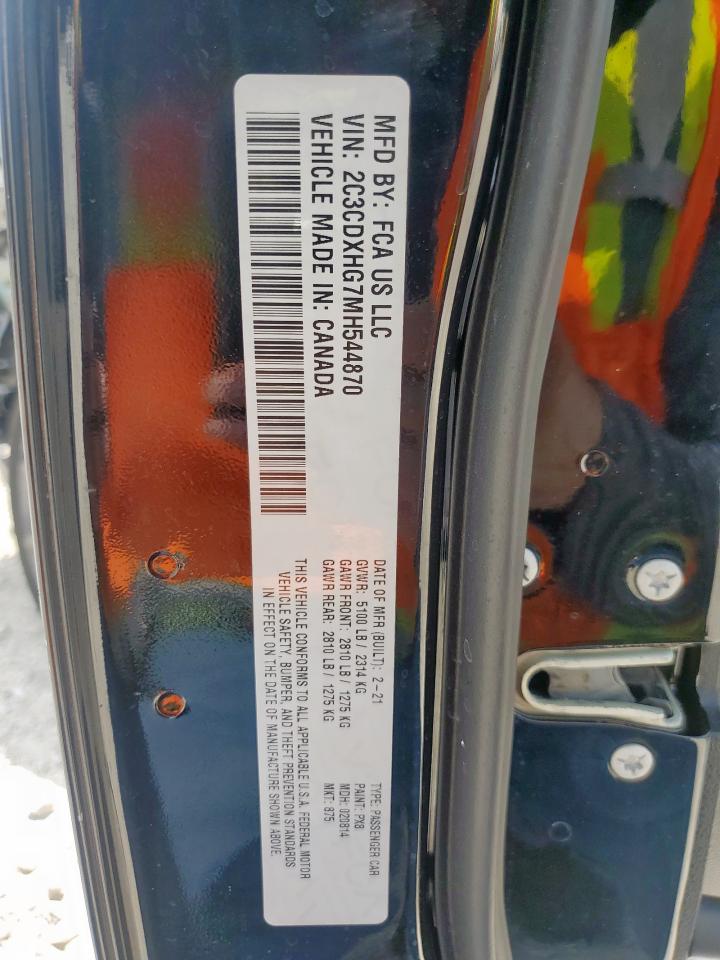 MFD BY: FCA US LLC
VIN: 2C3CDXHG7MH544870
VEHICLE MADE IN: CANADA
DATE OF MFR (BUILT): 2-21
GVWR: 5100 LB / 2314 KG
GAWR FRONT: 2810 LB / 1275 KG
GAWR REAR: 2810 LB / 1275 KG
THIS VEHICLE CONFORMS TO ALL APPLICABLE U.S.A. FEDERAL MOTOR
VEHICLE SAFETY, BUMPER, AND THEFT PREVENTION STANDARDS
IN EFFECT ON THE DATE OF MANUFACTURE SHOWN ABOVE.
TYPE: PASSENGER CAR
PAINT: PX8
MDH: 020814
MKT: 875